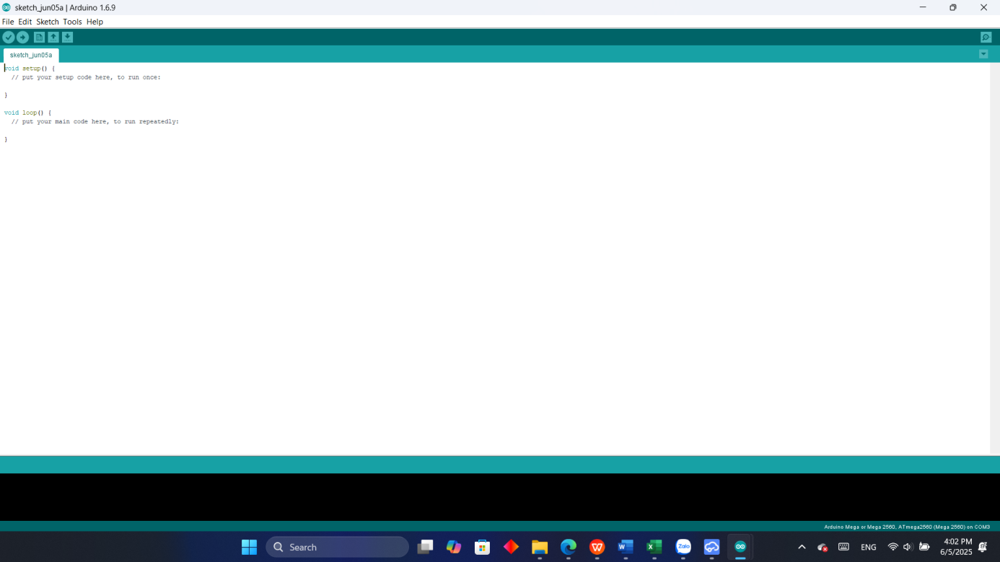 sketch_jun05a | Arduino 1.6.9
File Edit Sketch Tools Help
sketch_jun05a
void setup() {
  // put your setup code here, to run once:
}
void loop() {
  // put your main code here, to run repeatedly:
}
Arduino Mega or Mega 2560, ATmega2560 (Mega 2560) on COM3
Search
W
W
X
Zalo
ENG
4:02 PM
6/5/2025